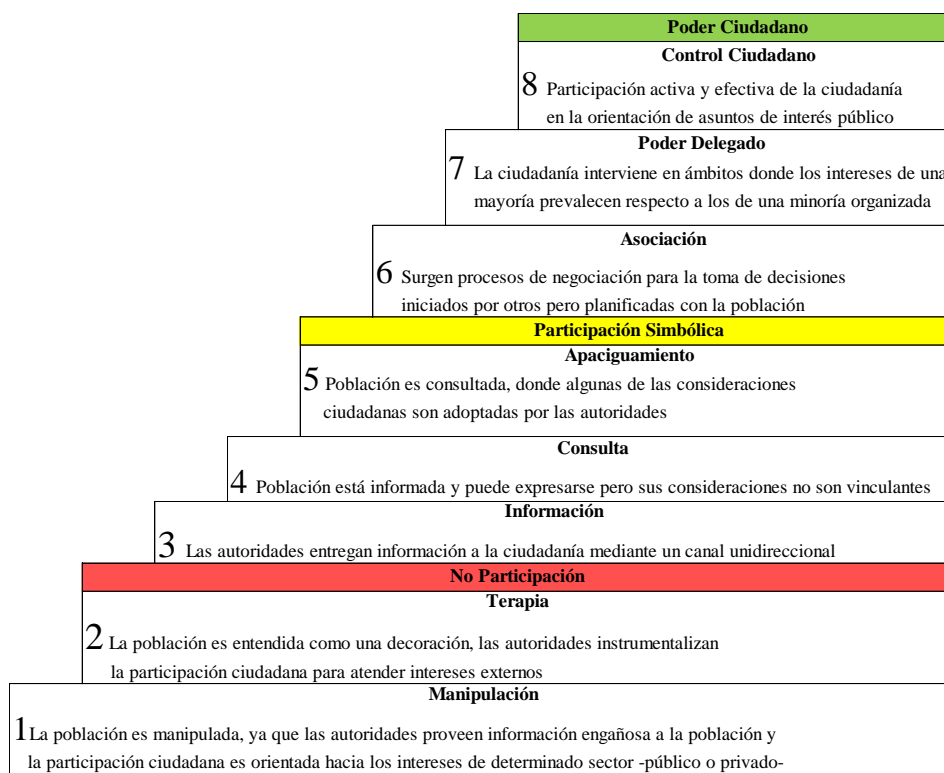 Poder Ciudadano
Control Ciudadano
8 Participación activa y efectiva de la ciudadanía
en la orientación de asuntos de interés público
Poder Delegado
7 La ciudadanía interviene en ámbitos donde los intereses de una
mayoría prevalecen respecto a los de una minoría organizada
Asociación
6 Surgen procesos de negociación para la toma de decisiones
iniciados por otros pero planificadas con la población
Participación Simbólica
Apaciguamiento
5 Población es consultada, donde algunas de las consideraciones
ciudadanas son adoptadas por las autoridades
Consulta
4 Población está informada y puede expresarse pero sus consideraciones no son vinculantes
Información
3 Las autoridades entregan información a la ciudadanía mediante un canal unidireccional
No Participación
Terapia
2 La población es entendida como una decoración, las autoridades instrumentalizan
la participación ciudadana para atender intereses externos
Manipulación
1 La población es manipulada, ya que las autoridades proveen información engañosa a la población y
la participación ciudadana es orientada hacia los intereses de determinado sector -público o privado-